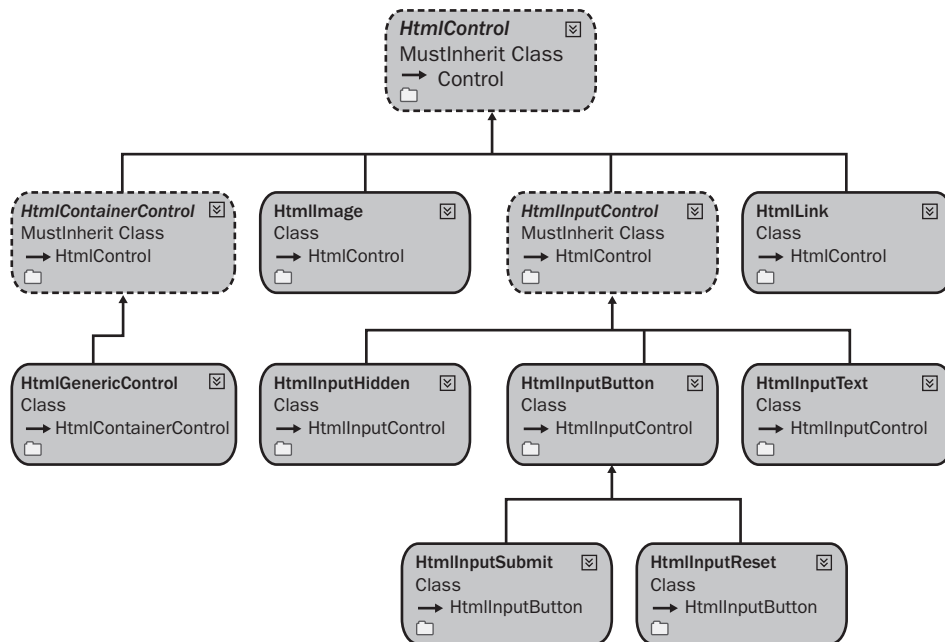 HtmlControl
MustInherit Class
Control
HtmlContainerControl
MustInherit Class
HtmlControl
HtmlImage
Class
HtmlControl
HtmlInputControl
MustInherit Class
HtmlControl
HtmlLink
Class
HtmlControl
HtmlGenericControl
Class
HtmlContainerControl
HtmlInputHidden
Class
HtmlInputControl
HtmlInputButton
Class
HtmlInputControl
HtmlInputText
Class
HtmlInputControl
HtmlInputSubmit
Class
HtmlInputButton
HtmlInputReset
Class
HtmlInputButton